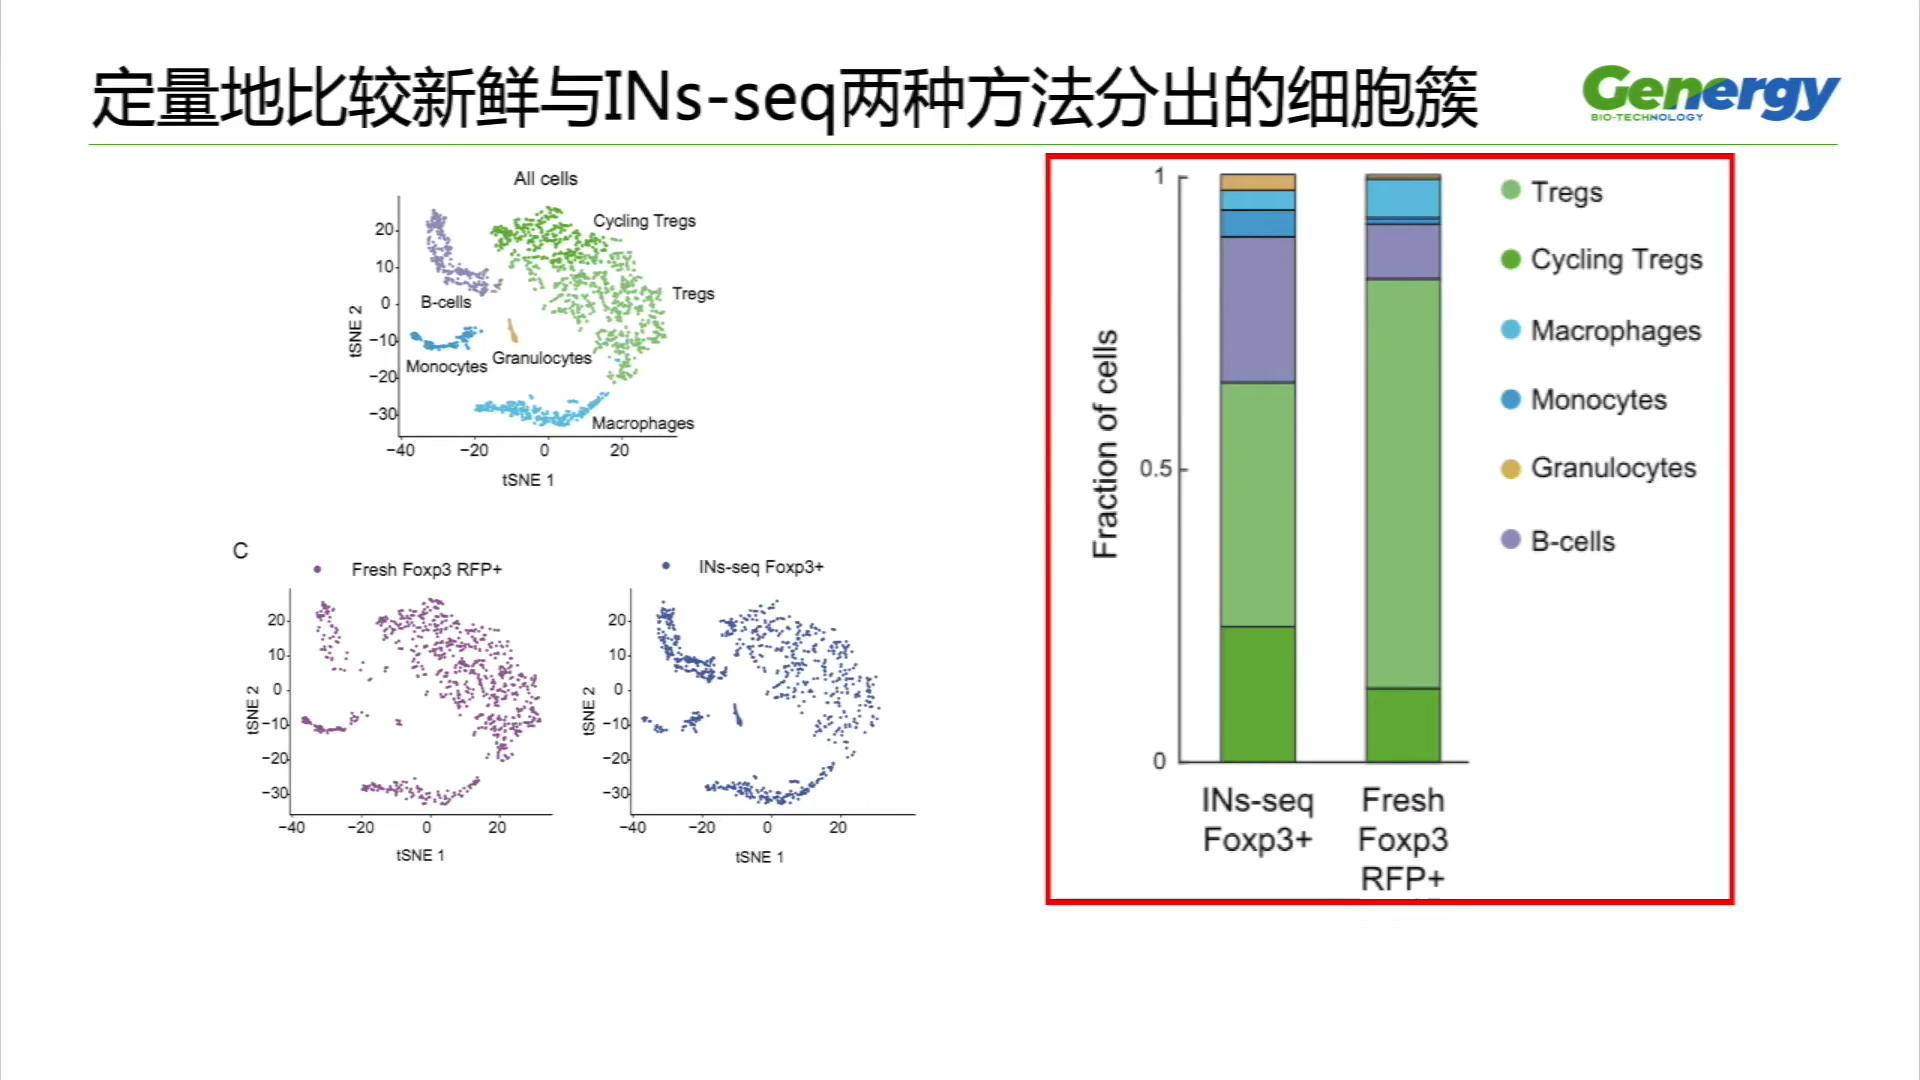 定量地比较新鲜与INs-seq两种方法分出的细胞簇
Genergy
BIO-TECHNOLOGY
All cells
20
10
0
−10
−20
−30
tSNE 2
Cycling Tregs
Tregs
B-cells
Monocytes
Granulocytes
Macrophages
−40
−20
0
20
tSNE 1
C
Fresh Foxp3 RFP+
20
10
0
−10
−20
−30
tSNE 2
−40
−20
0
20
tSNE 1
INs-seq Foxp3+
20
10
0
−10
−20
−30
tSNE 2
−40
−20
0
20
tSNE 1
1
0.5
0
Fraction of cells
INs-seq
Foxp3+
Fresh
Foxp3
RFP+
Tregs
Cycling Tregs
Macrophages
Monocytes
Granulocytes
B-cells